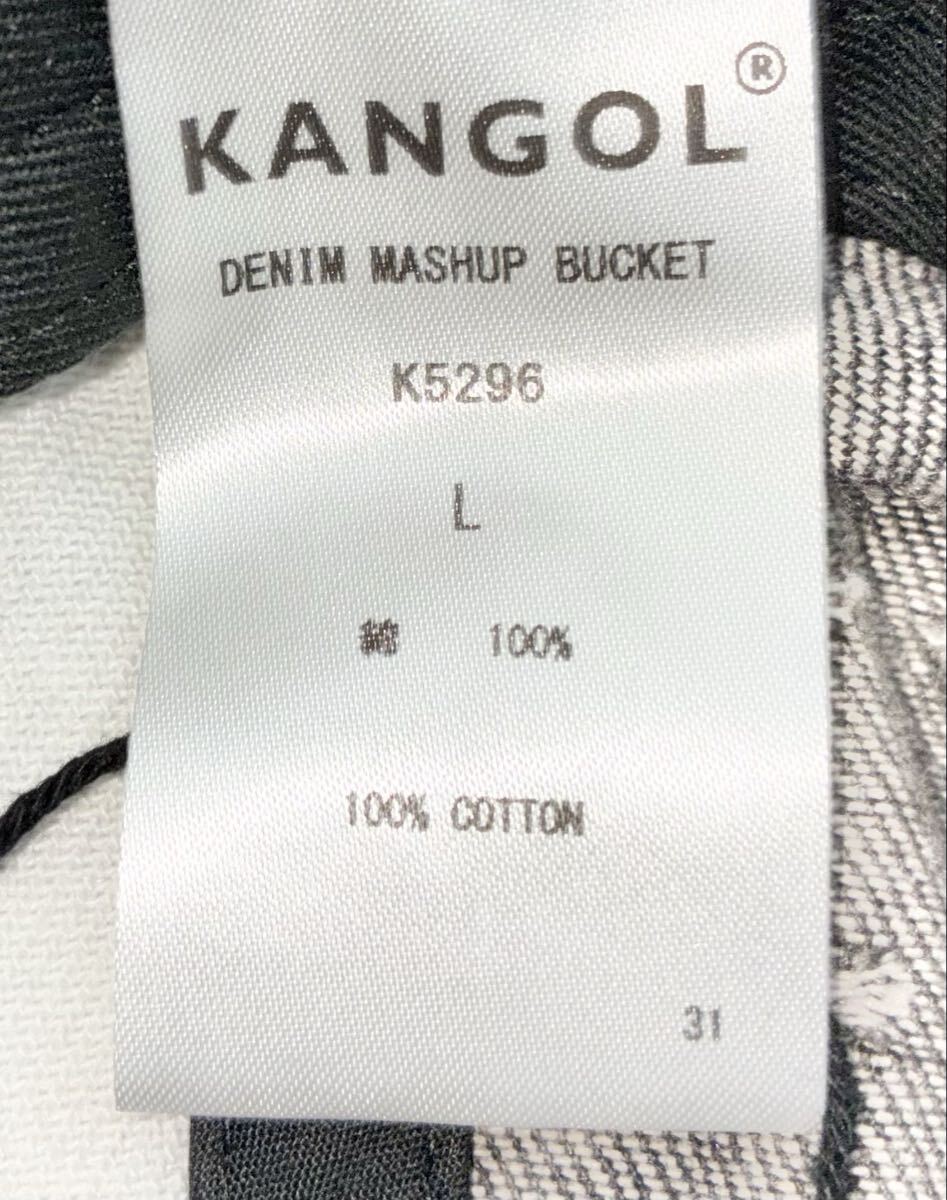 KANGOL®
DENIM MASHUP BUCKET
K5296
L
綿 100%
100% COTTON
31